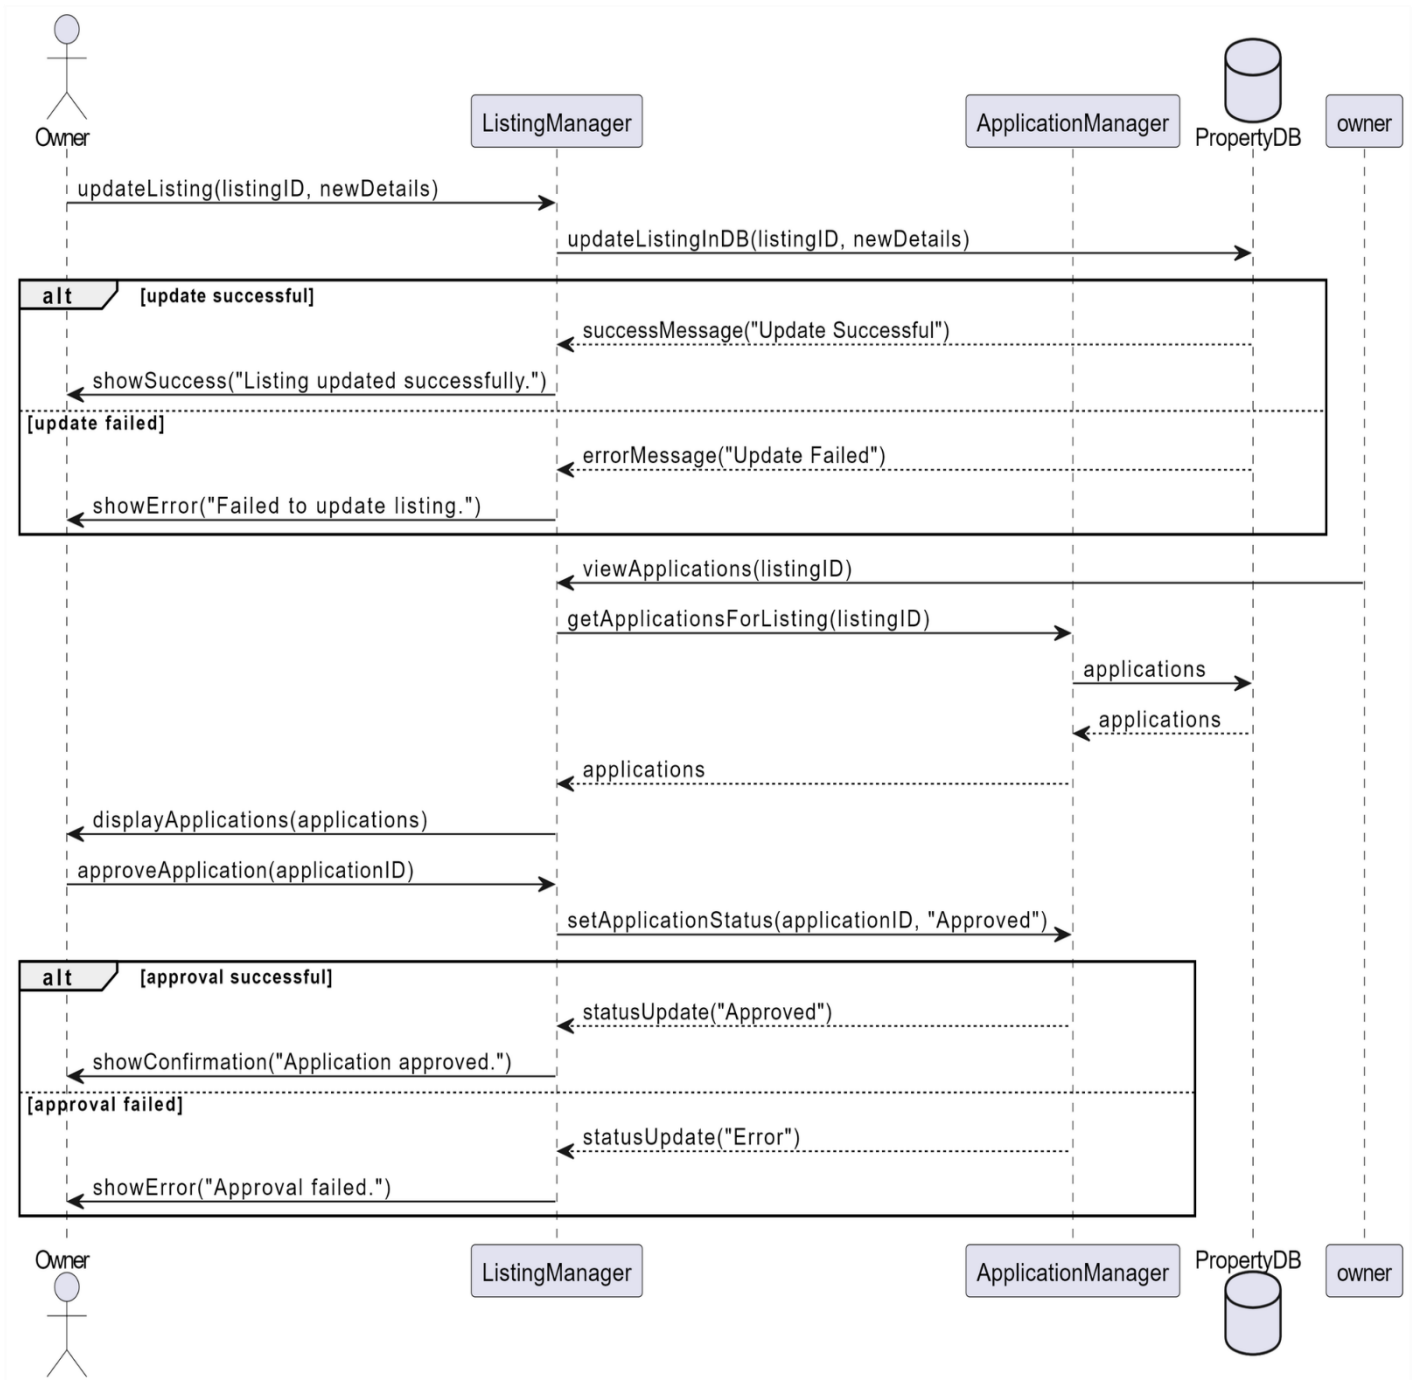 Owner
ListingManager
ApplicationManager
PropertyDB
owner
updateListing(listingID, newDetails)
updateListingInDB(listingID, newDetails)
alt [update successful]
successMessage("Update Successful")
showSuccess("Listing updated successfully.")
[update failed]
errorMessage("Update Failed")
showError("Failed to update listing.")
viewApplications(listingID)
getApplicationsForListing(listingID)
applications
applications
applications
displayApplications(applications)
approveApplication(applicationID)
setApplicationStatus(applicationID, "Approved")
alt [approval successful]
statusUpdate("Approved")
showConfirmation("Application approved.")
[approval failed]
statusUpdate("Error")
showError("Approval failed.")
Owner
ListingManager
ApplicationManager
PropertyDB
owner